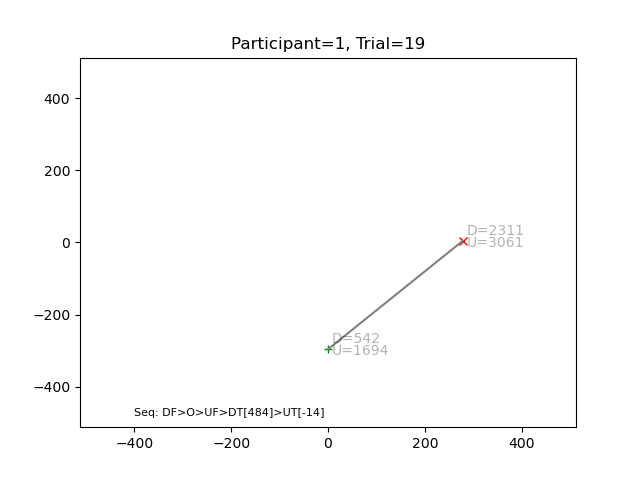 Participant=1, Trial=19
400
200
0
−200
−400
D=2311
U=3061
D=542
U=1694
Seq: DF>O>UF>DT[484]>UT[-14]
−400
−200
0
200
400